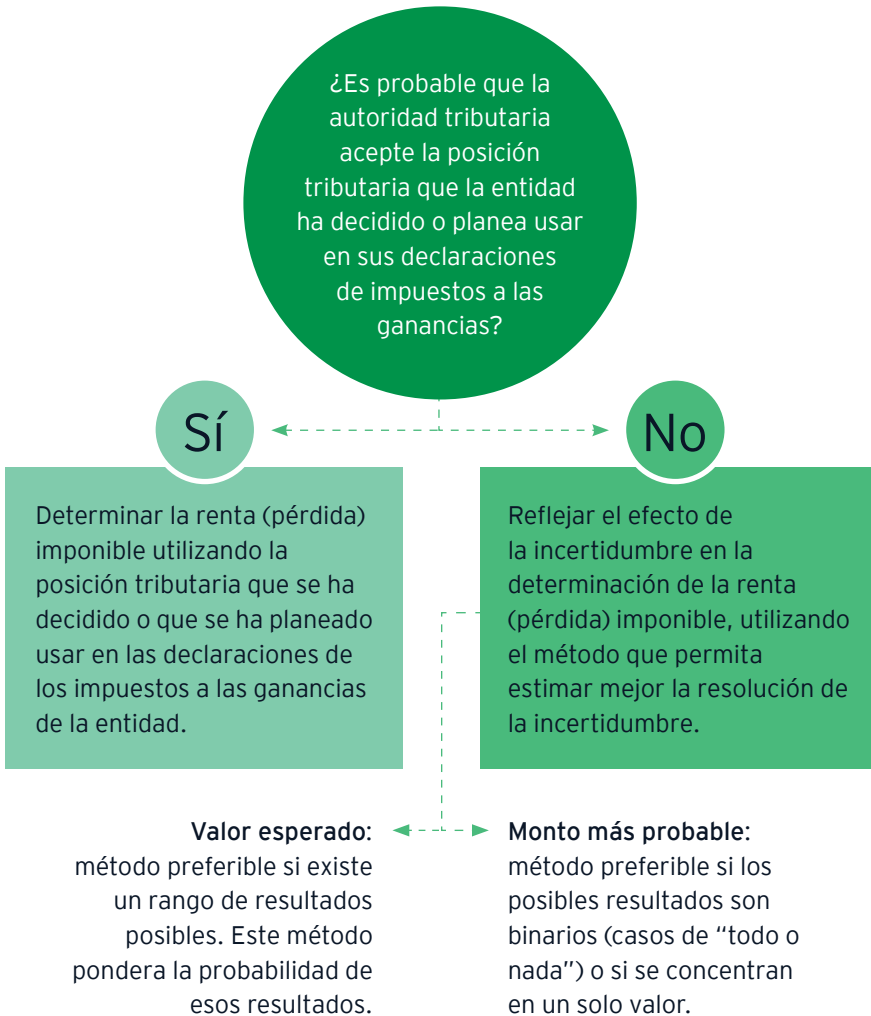 ¿Es probable que la
autoridad tributaria
acepte la posición
tributaria que la entidad
ha decidido o planea usar
en sus declaraciones
de impuestos a las
ganancias?
Sí
Determinar la renta (pérdida)
imponible utilizando la
posición tributaria que se ha
decidido o que se ha planeado
usar en las declaraciones de
los impuestos a las ganancias
de la entidad.
No
Reflejar el efecto de
la incertidumbre en la
determinación de la renta
(pérdida) imponible, utilizando
el método que permita
estimar mejor la resolución de
la incertidumbre.
Valor esperado:
método preferible si existe
un rango de resultados
posibles. Este método
pondera la probabilidad de
esos resultados.
Monto más probable:
método preferible si los
posibles resultados son
binarios (casos de “todo o
nada”) o si se concentran
en un solo valor.